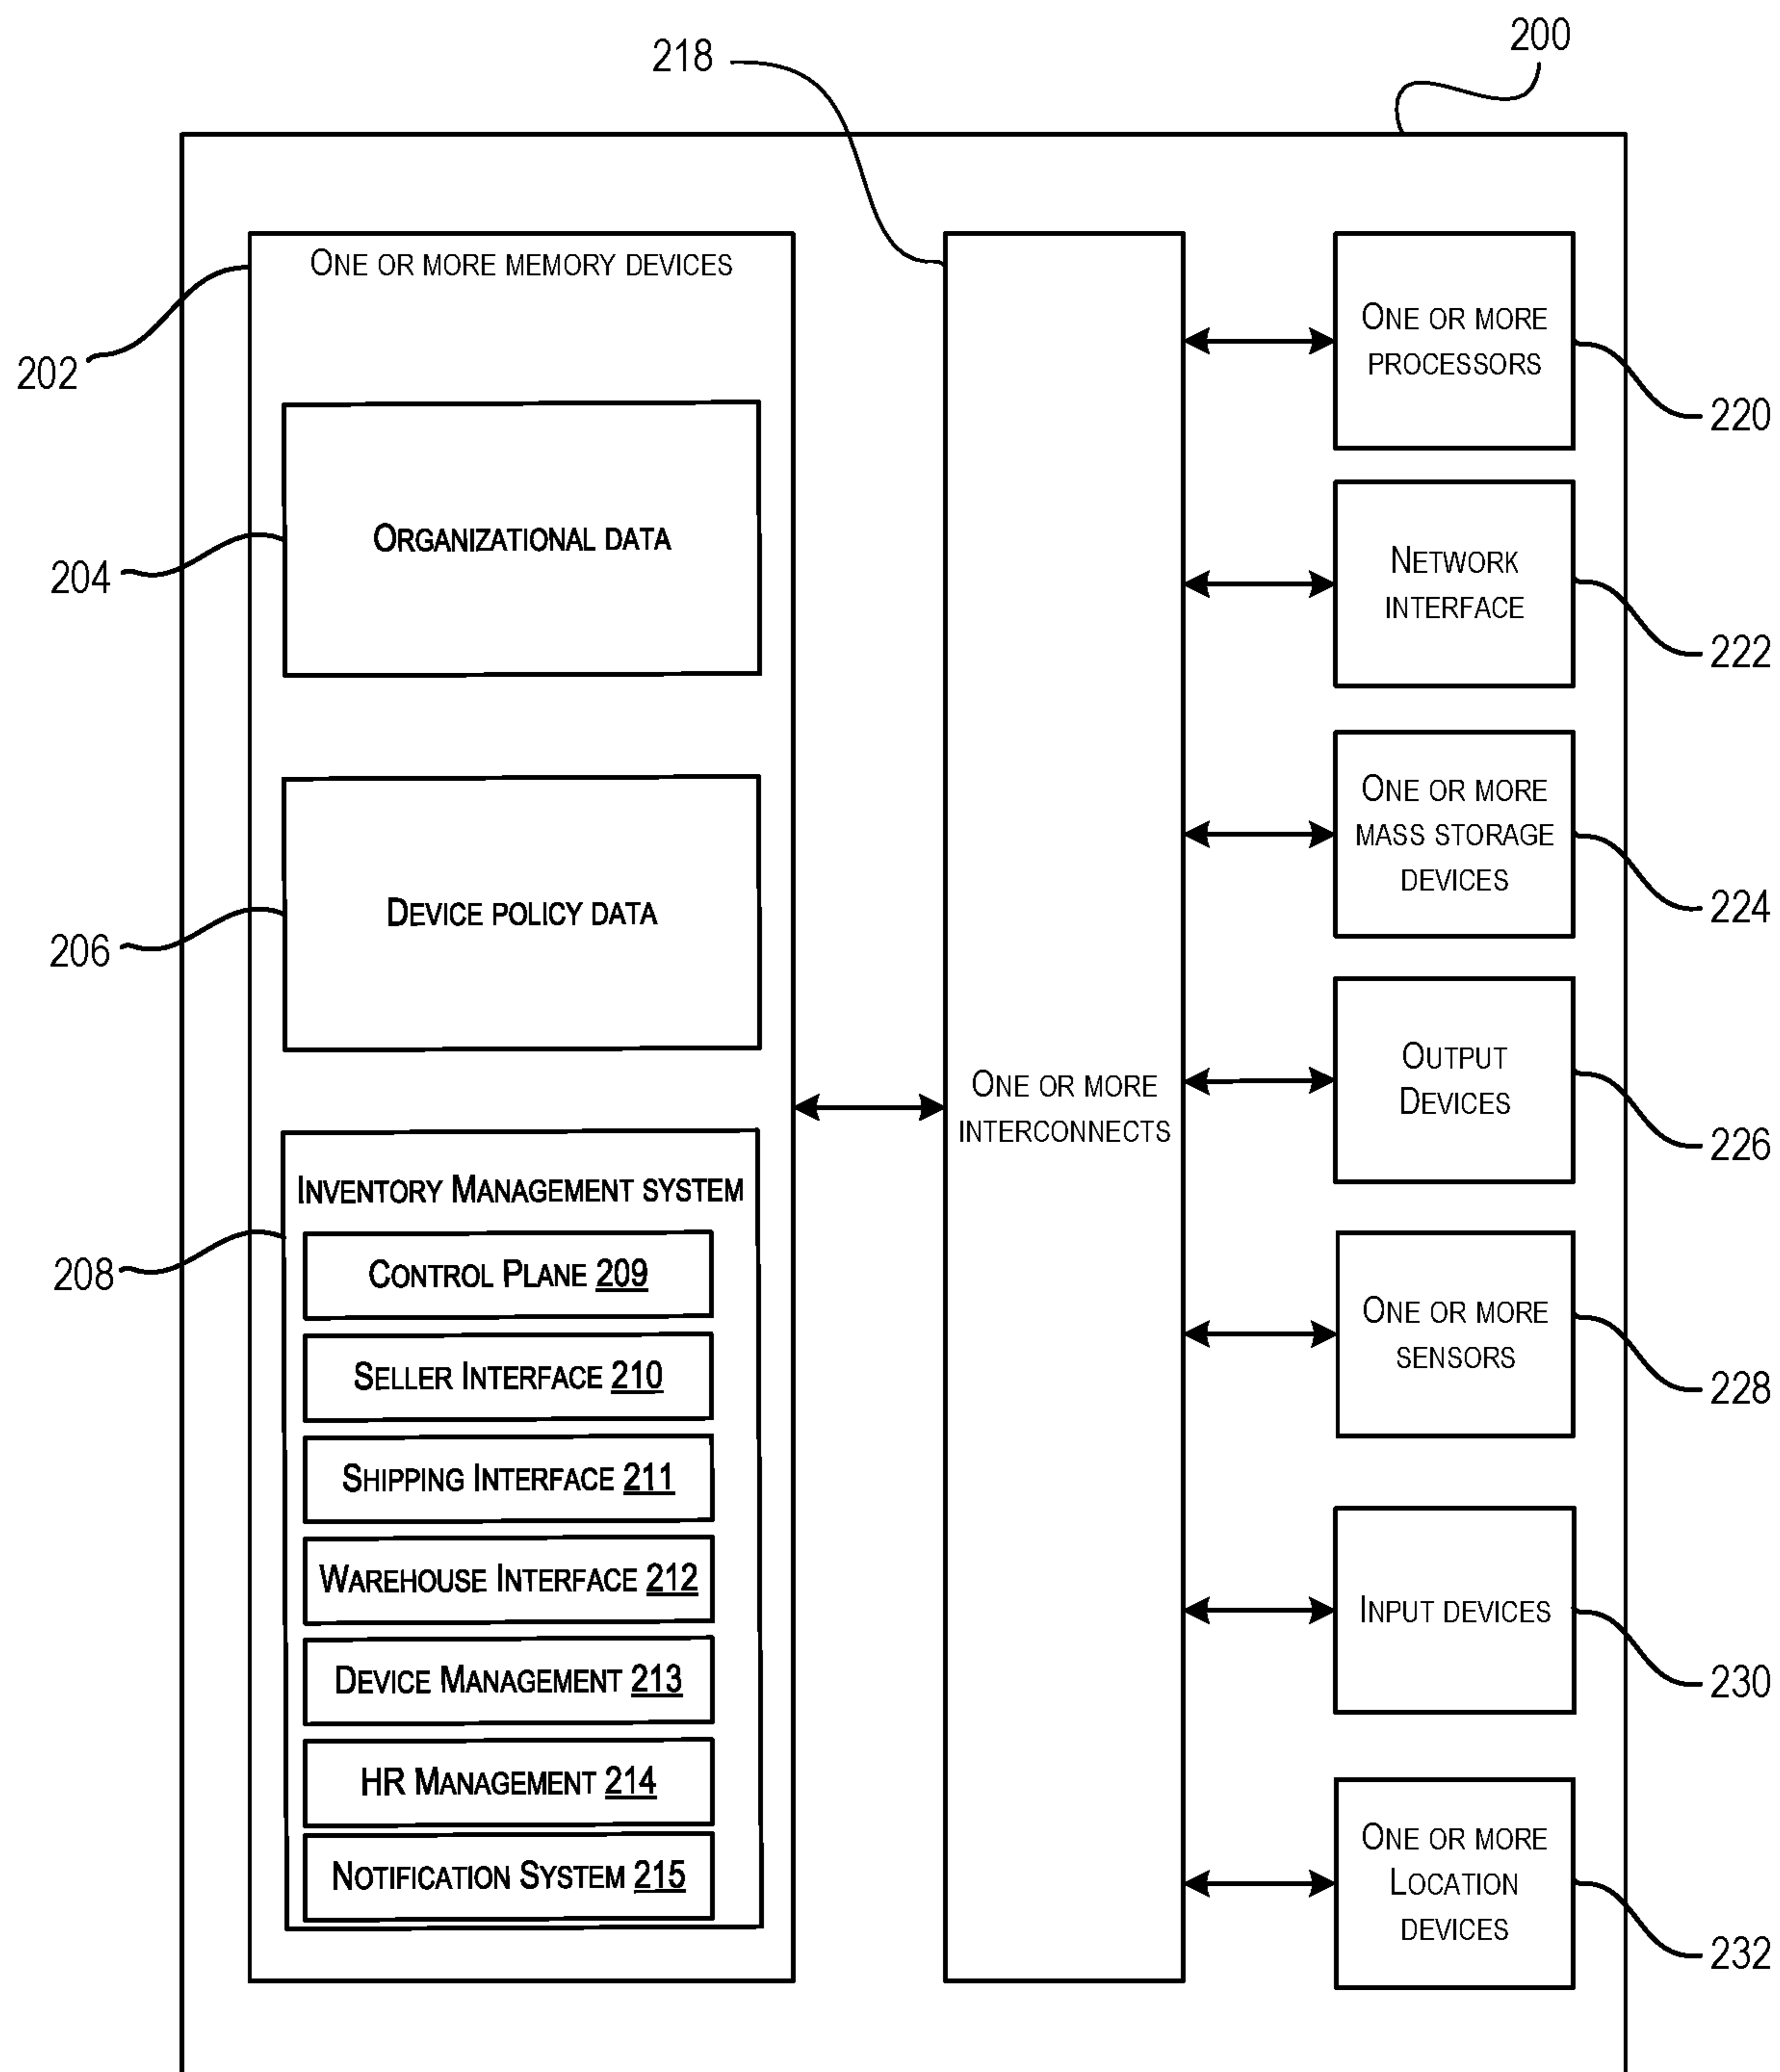 200
218
ONE OR MORE MEMORY DEVICES
202
ORGANIZATIONAL DATA
204
DEVICE POLICY DATA
206
INVENTORY MANAGEMENT SYSTEM
208
CONTROL PLANE 209
SELLER INTERFACE 210
SHIPPING INTERFACE 211
WAREHOUSE INTERFACE 212
DEVICE MANAGEMENT 213
HR MANAGEMENT 214
NOTIFICATION SYSTEM 215
ONE OR MORE
INTERCONNECTS
ONE OR MORE
PROCESSORS
220
NETWORK
INTERFACE
222
ONE OR MORE
MASS STORAGE
DEVICES
224
OUTPUT
DEVICES
226
ONE OR MORE
SENSORS
228
INPUT DEVICES
230
ONE OR MORE
LOCATION
DEVICES
232